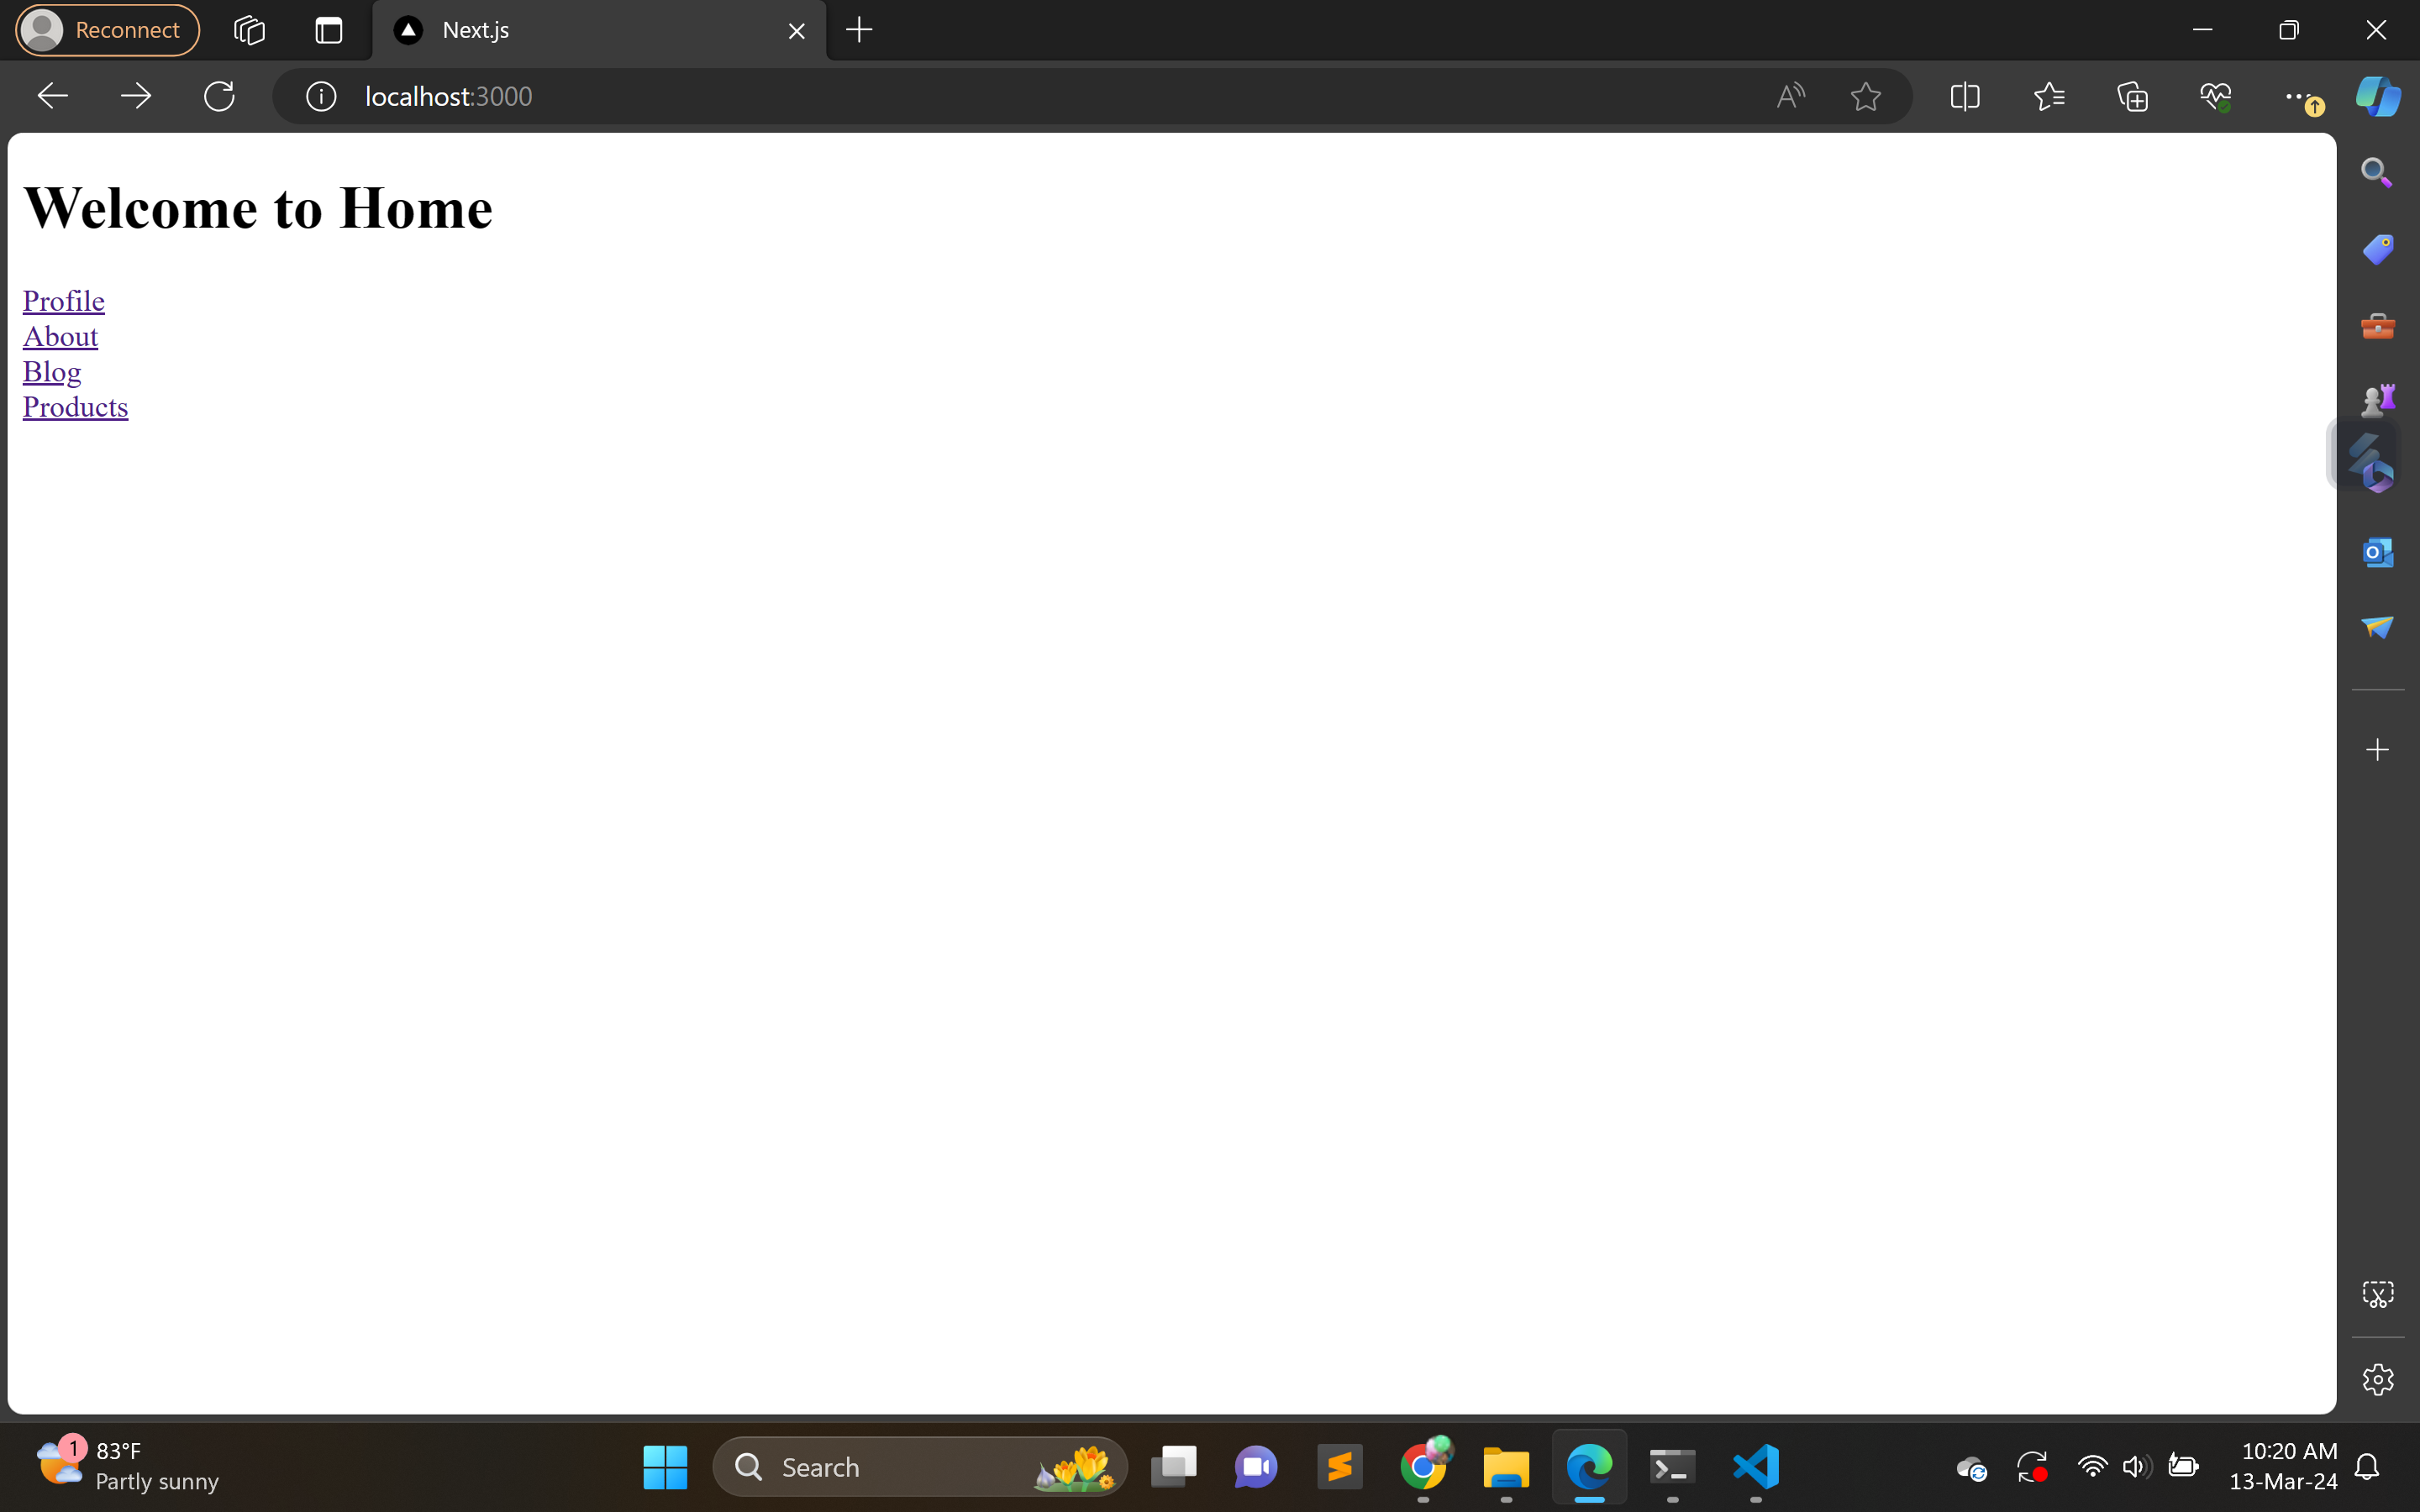 Reconnect
Next.js
localhost:3000
Welcome to Home
Profile
About
Blog
Products
1
83°F
Partly sunny
Search
10:20 AM
13-Mar-24